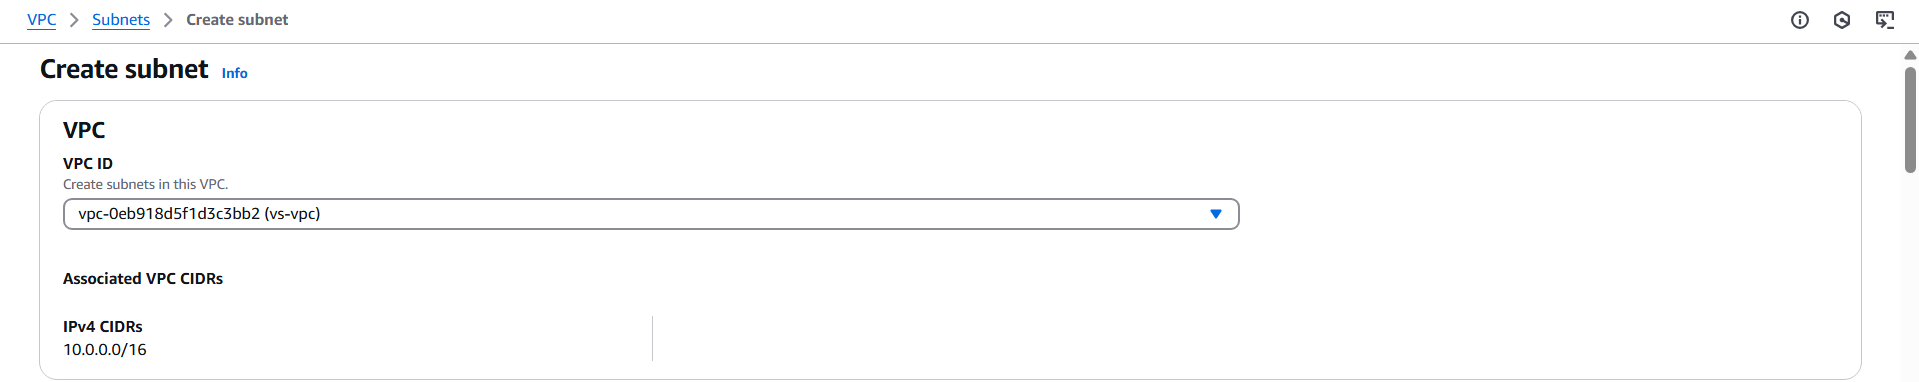 VPC > Subnets > Create subnet
Create subnet Info
VPC
VPC ID
Create subnets in this VPC.
vpc-0eb918d5f1d3c3bb2 (vs-vpc)
Associated VPC CIDRs
IPv4 CIDRs
10.0.0.0/16